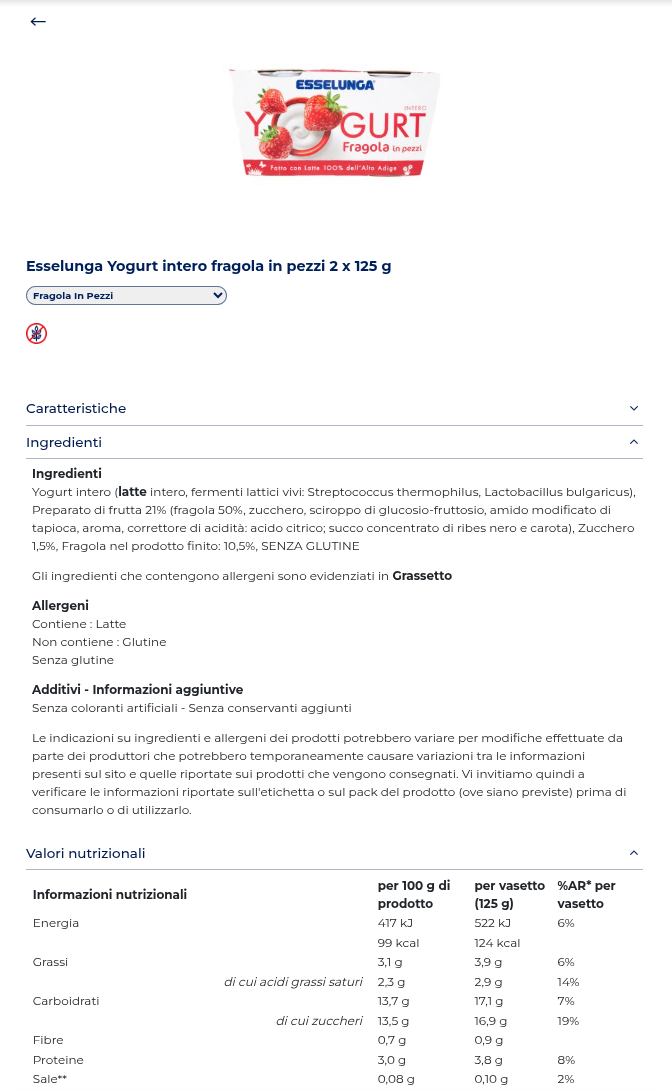 ESSELUNGA
INTERO
YOGURT
Fragola in pezzi
Fatto con Latte 100% dell'Alto Adige
Esselunga Yogurt intero fragola in pezzi 2 x 125 g
Fragola In Pezzi
Caratteristiche
Ingredienti
Ingredienti
Yogurt intero (latte intero, fermenti lattici vivi: Streptococcus thermophilus, Lactobacillus bulgaricus),
Preparato di frutta 21% (fragola 50%, zucchero, sciroppo di glucosio-fruttosio, amido modificato di
tapioca, aroma, correttore di acidità: acido citrico; succo concentrato di ribes nero e carota), Zucchero
1,5%, Fragola nel prodotto finito: 10,5%, SENZA GLUTINE
Gli ingredienti che contengono allergeni sono evidenziati in Grassetto
Allergeni
Contiene : Latte
Non contiene : Glutine
Senza glutine
Additivi - Informazioni aggiuntive
Senza coloranti artificiali - Senza conservanti aggiunti
Le indicazioni su ingredienti e allergeni dei prodotti potrebbero variare per modifiche effettuate da
parte dei produttori che potrebbero temporaneamente causare variazioni tra le informazioni
presenti sul sito e quelle riportate sui prodotti che vengono consegnati. Vi invitiamo quindi a
verificare le informazioni riportate sull'etichetta o sul pack del prodotto (ove siano previste) prima di
consumarlo o di utilizzarlo.
Valori nutrizionali
Informazioni nutrizionali per 100 g di prodotto per vasetto (125 g) %AR* per vasetto
Energia 417 kJ 522 kJ 6%
99 kcal 124 kcal
Grassi 3,1 g 3,9 g 6%
di cui acidi grassi saturi 2,3 g 2,9 g 14%
Carboidrati 13,7 g 17,1 g 7%
di cui zuccheri 13,5 g 16,9 g 19%
Fibre 0,7 g 0,9 g
Proteine 3,0 g 3,8 g 8%
Sale** 0,08 g 0,10 g 2%